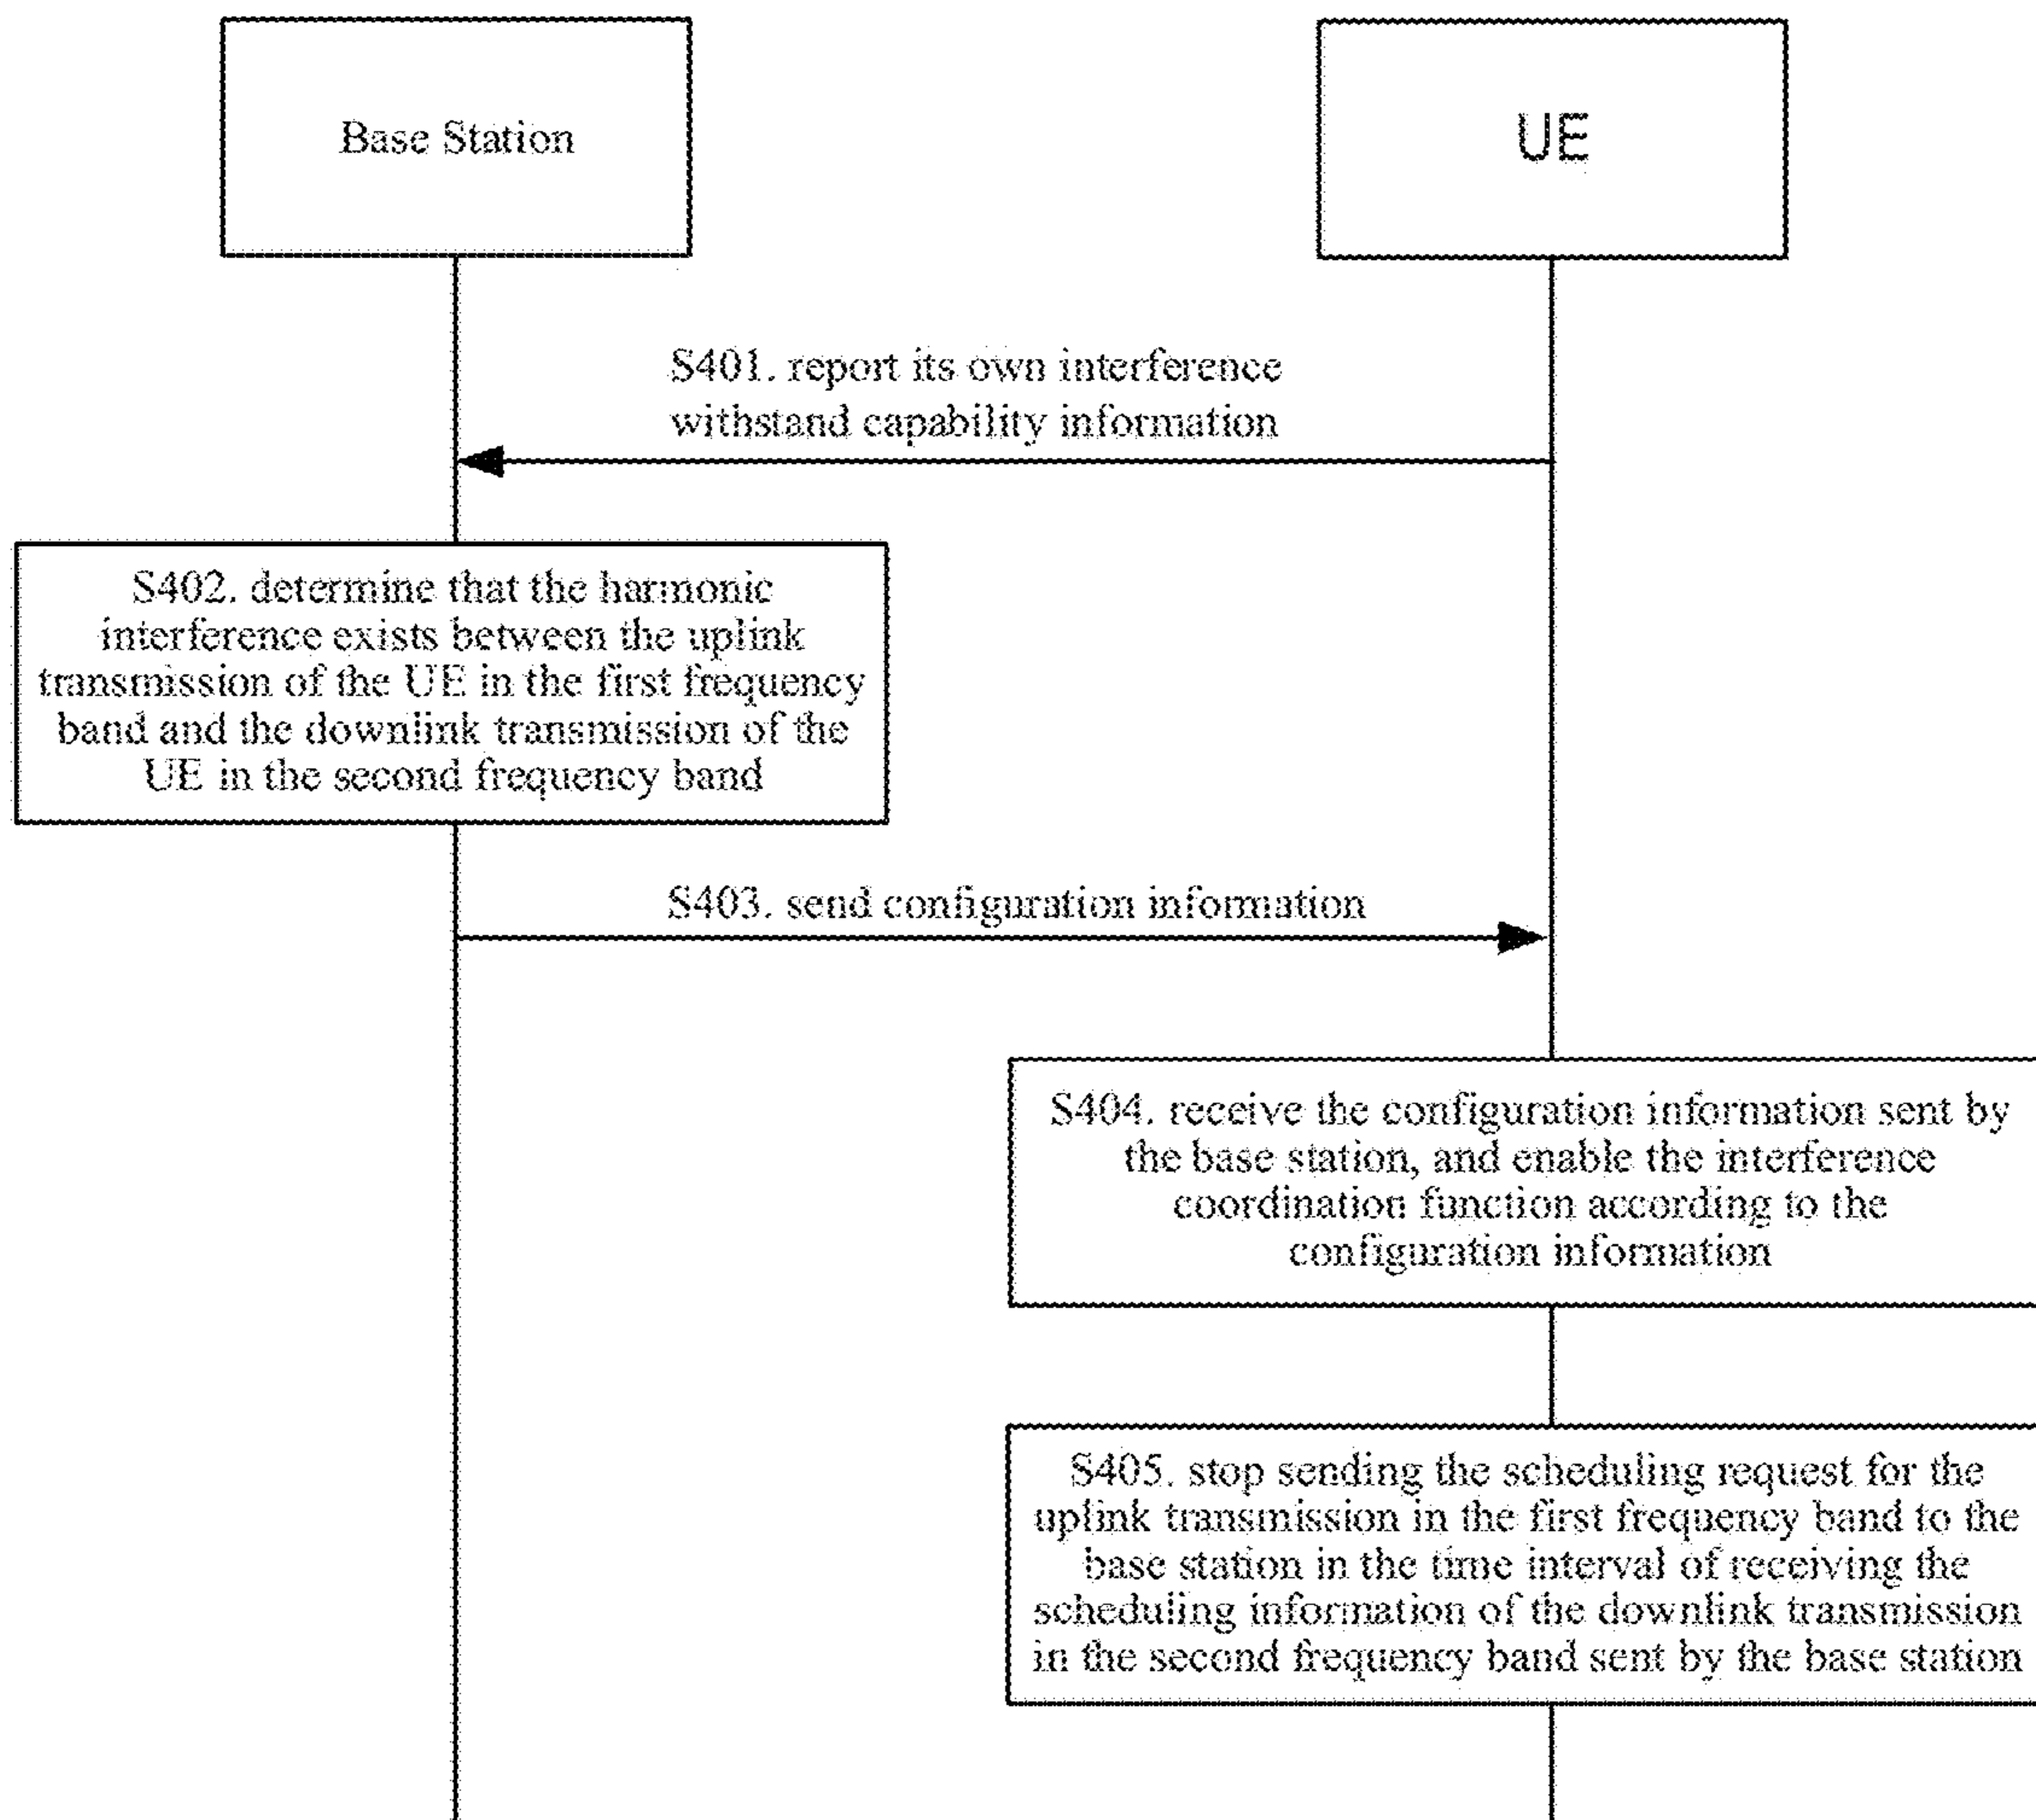 Base Station
UE
S401. report its own interference
withstand capability information
S402. determine that the harmonic
interference exists between the uplink
transmission of the UE in the first frequency
band and the downlink transmission of the
UE in the second frequency band
S403. send configuration information
S404. receive the configuration information sent by
the base station, and enable the interference
coordination function according to the
configuration information
S405. stop sending the scheduling request for the
uplink transmission in the first frequency band to the
base station in the time interval of receiving the
scheduling information of the downlink transmission
in the second frequency band sent by the base station